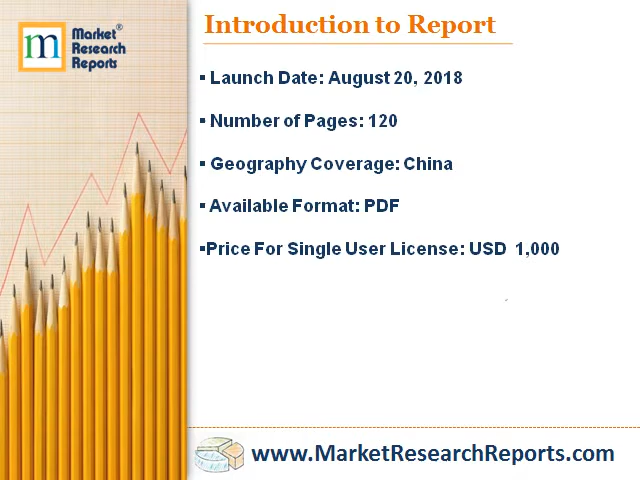 m
Market®
Research
Reports
Introduction to Report
▪ Launch Date: August 20, 2018
▪ Number of Pages: 120
▪ Geography Coverage: China
▪ Available Format: PDF
▪Price For Single User License: USD  1,000
www.MarketResearchReports.com